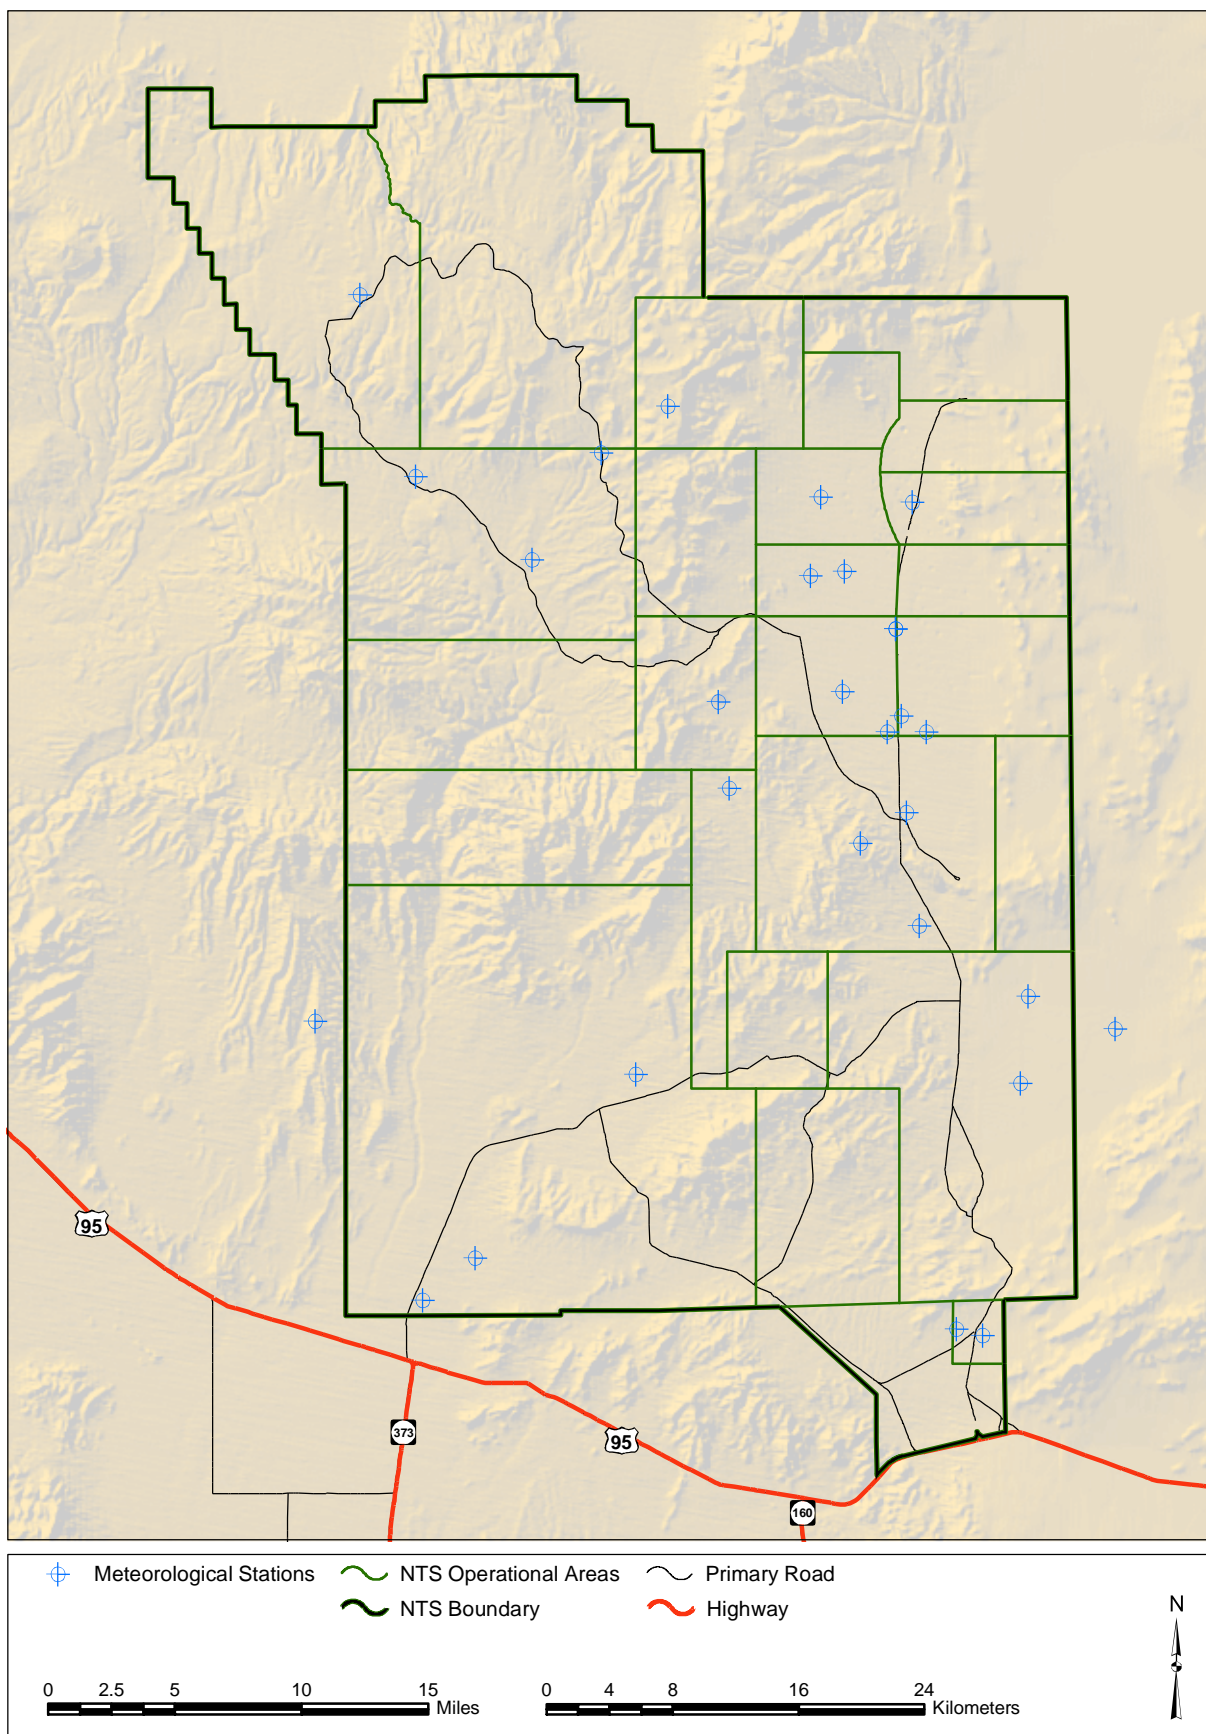 95
373
95
160
Meteorological Stations
NTS Operational Areas
Primary Road
NTS Boundary
Highway
N
0 2.5 5 10 15
Miles
0 4 8 16 24
Kilometers